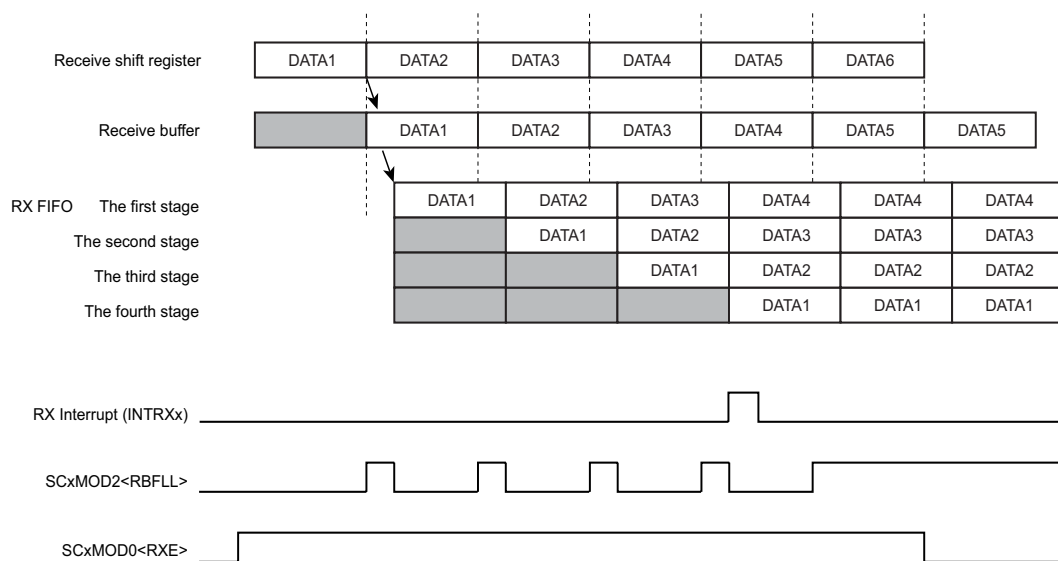 Receive shift register DATA1 DATA2 DATA3 DATA4 DATA5 DATA6
Receive buffer DATA1 DATA2 DATA3 DATA4 DATA5 DATA5
RX FIFO The first stage DATA1 DATA2 DATA3 DATA4 DATA4 DATA4
The second stage DATA1 DATA2 DATA3 DATA3 DATA3
The third stage DATA1 DATA2 DATA2 DATA2
The fourth stage DATA1 DATA1 DATA1
RX Interrupt (INTRXx)
SCxMOD2<RBFLL>
SCxMOD0<RXE>